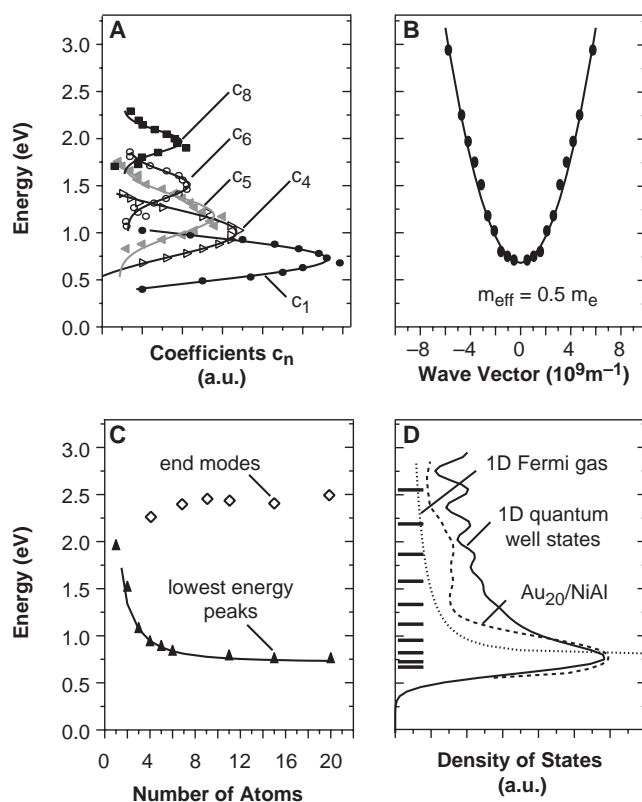 A
3.0
2.5
2.0
1.5
1.0
0.5
0.0
Energy (eV)
c8
c6
c5
c4
c1
Coefficients cn
(a.u.)
B
meff = 0.5 me
−8 −4 0 4 8
Wave Vector (10⁹m⁻¹)
C
3.0
2.5
2.0
1.5
1.0
0.5
0.0
Energy (eV)
end modes
lowest energy
peaks
0 4 8 12 16 20
Number of Atoms
D
1D Fermi gas
1D quantum
well states
Au20/NiAl
Density of States
(a.u.)